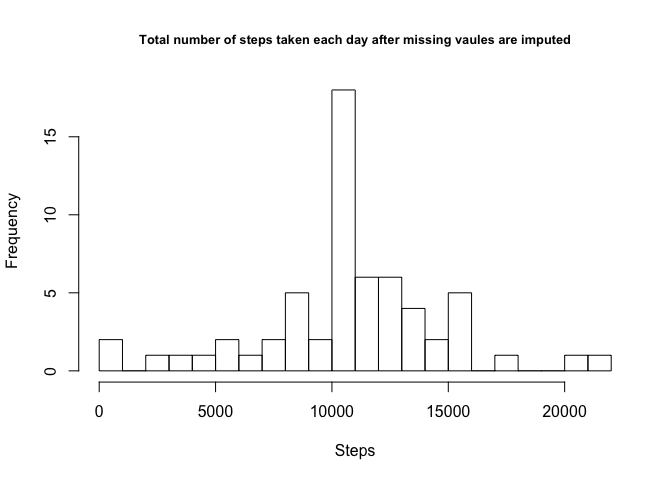 Total number of steps taken each day after missing vaules are imputed
15
10
5
0
Frequency
0 5000 10000 15000 20000
Steps